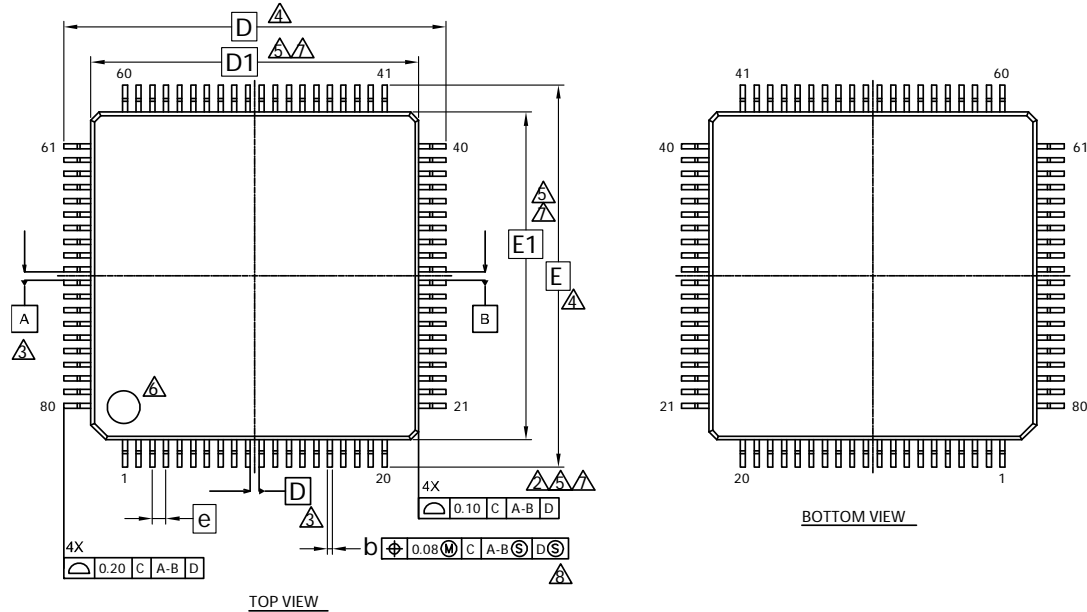 D 4
D1 5 7
60 41
61 40
5
7
E1
E
4
A
3
B
6
80 21
1 20
2 5 7
D
3
e
4X
0.10 C A-B D
b 0.08 Ⓜ C A-B Ⓢ D Ⓢ
8
4X
0.20 C A-B D
TOP VIEW
41 60
40 61
21 80
20 1
BOTTOM VIEW